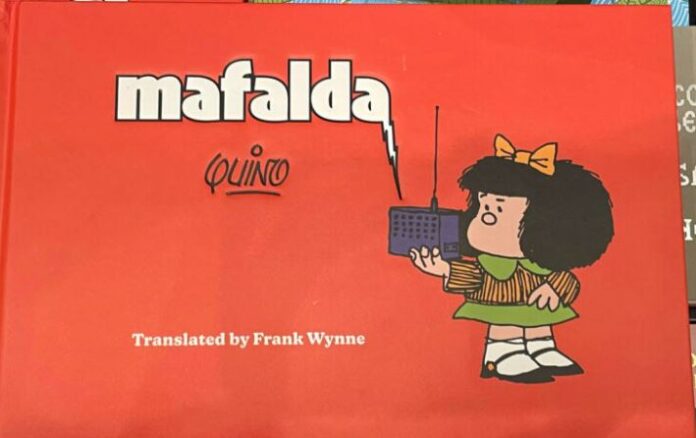 mafalda
QUINO
Translated by Frank Wynne